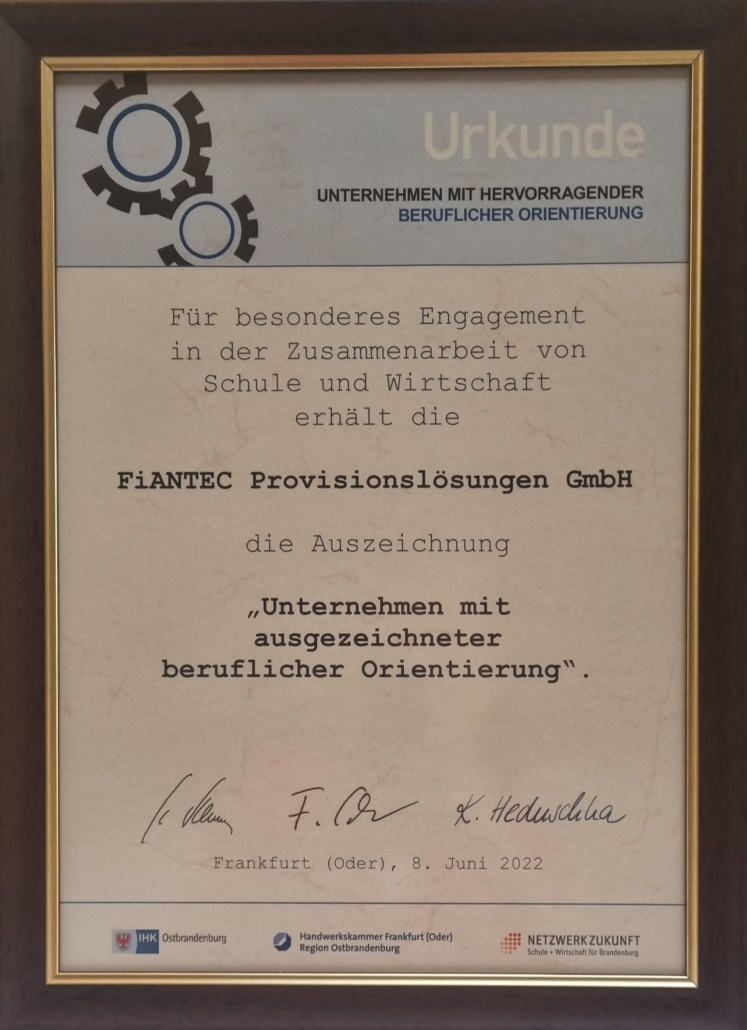 Urkunde
UNTERNEHMEN MIT HERVORRAGENDER
BERUFLICHER ORIENTIERUNG
Für besonderes Engagement
in der Zusammenarbeit von
Schule und Wirtschaft
erhält die
FiANTEC Provisionslösungen GmbH
die Auszeichnung
„Unternehmen mit
ausgezeichneter
beruflicher Orientierung“.
K. Heduschka
Frankfurt (Oder), 8. Juni 2022
IHK Ostbrandenburg
Handwerkskammer Frankfurt (Oder)
Region Ostbrandenburg
NETZWERK ZUKUNFT
Schule + Wirtschaft für Brandenburg